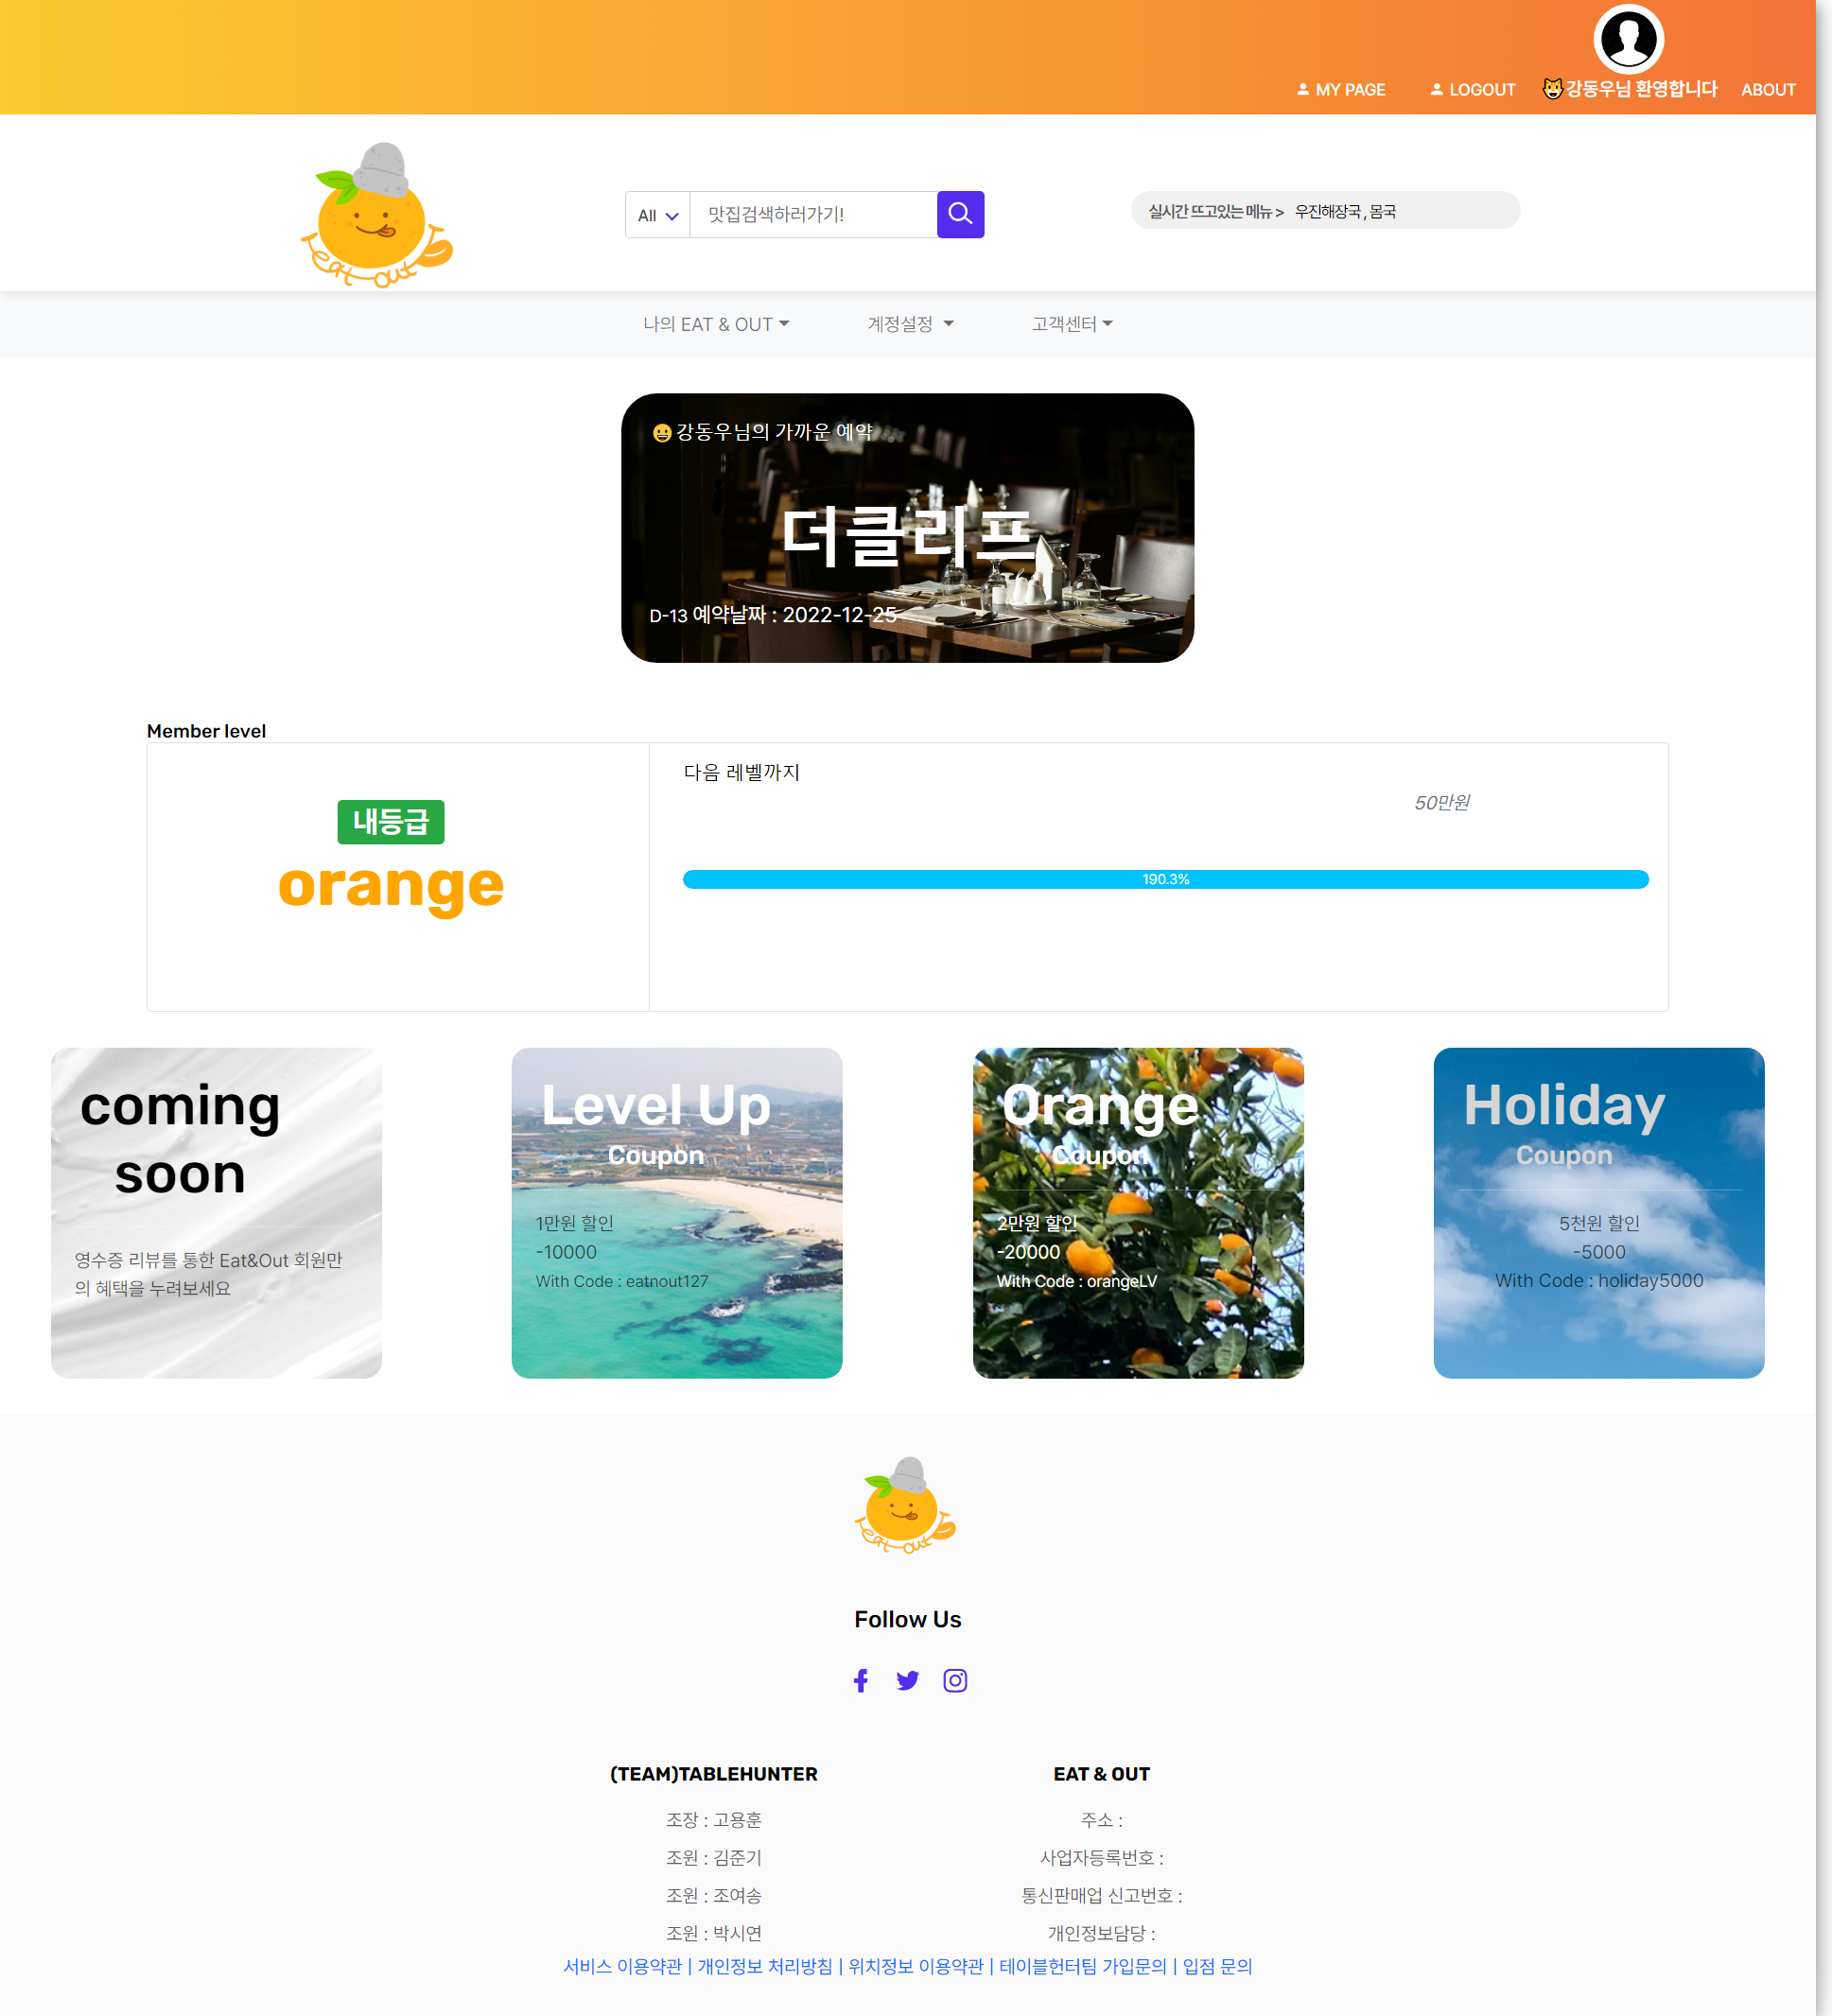 MY PAGE
LOGOUT
강동우님 환영합니다
ABOUT
eat out
All
맛집검색하러가기!
실시간 뜨고있는 메뉴 > 우진해장국 , 몸국
나의 EAT & OUT
계정설정
고객센터
강동우님의 가까운 예약
더클리프
D-13 예약날짜 : 2022-12-25
Member level
내등급
orange
다음 레벨까지
50만원
190.3%
coming
soon
영수증 리뷰를 통한 Eat&Out 회원만
의 혜택을 누려보세요
Level Up
Coupon
1만원 할인
-10000
With Code : eatnout127
Orange
Coupon
2만원 할인
-20000
With Code : orangeLV
Holiday
Coupon
5천원 할인
-5000
With Code : holiday5000
eat out
Follow Us
(TEAM)TABLEHUNTER
조장 : 고용훈
조원 : 김준기
조원 : 조여송
조원 : 박시연
EAT & OUT
주소 :
사업자등록번호 :
통신판매업 신고번호 :
개인정보담당 :
서비스 이용약관 | 개인정보 처리방침 | 위치정보 이용약관 | 테이블헌터팀 가입문의 | 입점 문의